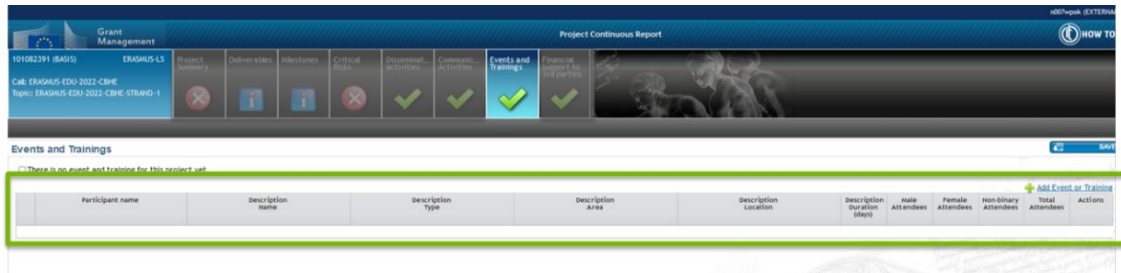 n007wpok (EXTERNAL
Grant
Management
Project Continuous Report
HOW TO
101082391 (BASIS) ERASMUS-LS
Call: ERASMUS-EDU-2022-CBHE
Topic: ERASMUS-EDU-2022-CBHE-STRAND-1
Project
Summary
Deliverables
Milestones
Critical
Risks
Disseminat...
activities
Communic...
Activities
Events and
Trainings
Financial
support to
3rd parties
Events and Trainings
SAVE
There is no event and training for this project yet
Add Event or Training
Participant name
Description
Name
Description
Type
Description
Area
Description
Location
Description
Duration
(days)
Male
Attendees
Female
Attendees
Non-binary
Attendees
Total
Attendees
Actions